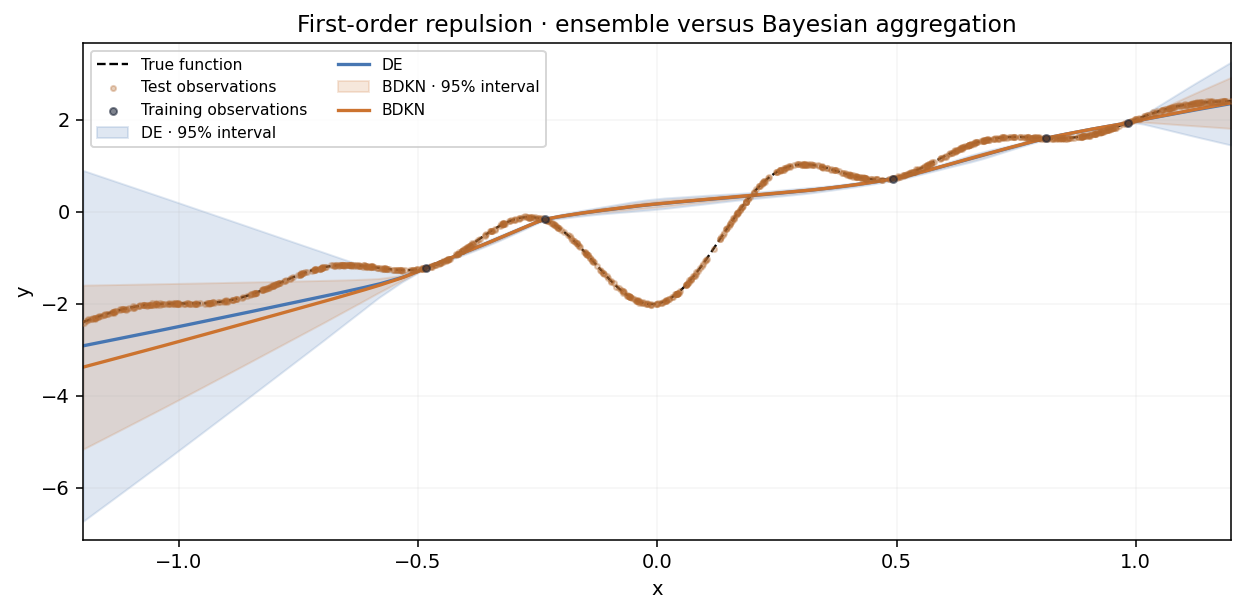 First-order repulsion · ensemble versus Bayesian aggregation
True function
Test observations
Training observations
DE · 95% interval
DE
BDKN · 95% interval
BDKN
y
2
0
−2
−4
−6
−1.0
−0.5
0.0
0.5
1.0
x